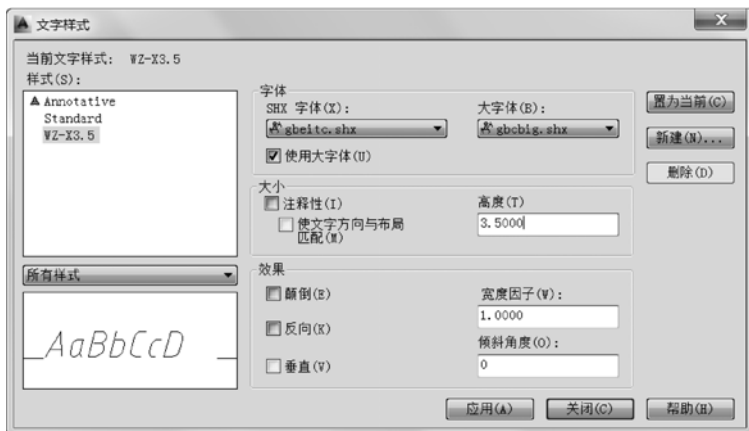 文字样式
当前文字样式: WZ-X3.5
样式(S):
Annotative
Standard
WZ-X3.5
所有样式
AaBbCcD
字体
SHX 字体(X):
gbeitc.shx
大字体(B):
gbcbig.shx
使用大字体(U)
大小
注释性(I)
使文字方向与布局
匹配(M)
高度(T)
3.5000
效果
颠倒(E)
反向(K)
垂直(V)
宽度因子(W):
1.0000
倾斜角度(O):
0
置为当前(C)
新建(N)...
删除(D)
应用(A)
关闭(C)
帮助(H)